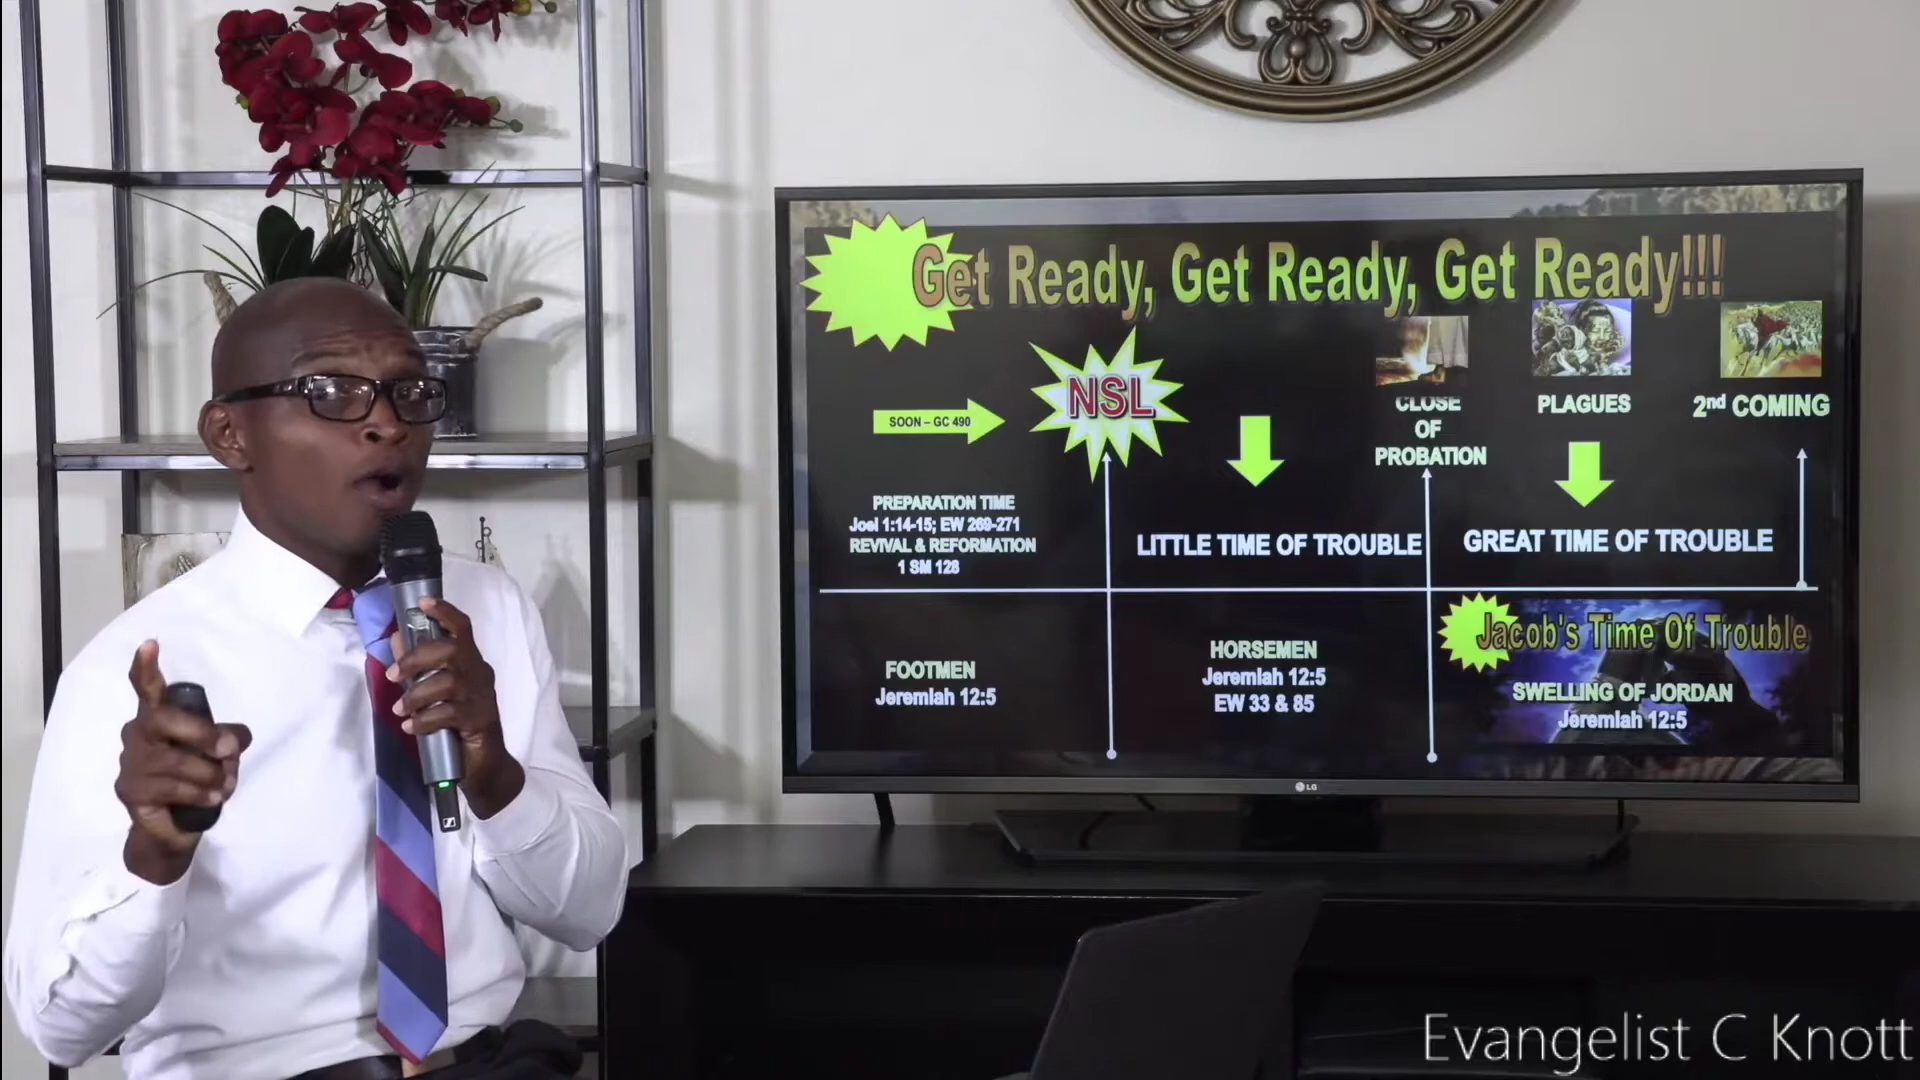 Get Ready, Get Ready, Get Ready!!!
SOON – GC 490
NSL
CLOSE
OF
PROBATION
PLAGUES
2nd COMING
PREPARATION TIME
Joel 1:14-15; EW 269-271
REVIVAL & REFORMATION
1 SM 128
LITTLE TIME OF TROUBLE
GREAT TIME OF TROUBLE
FOOTMEN
Jeremiah 12:5
HORSEMEN
Jeremiah 12:5
EW 33 & 85
Jacob's Time Of Trouble
SWELLING OF JORDAN
Jeremiah 12:5
LG
Evangelist C Knott